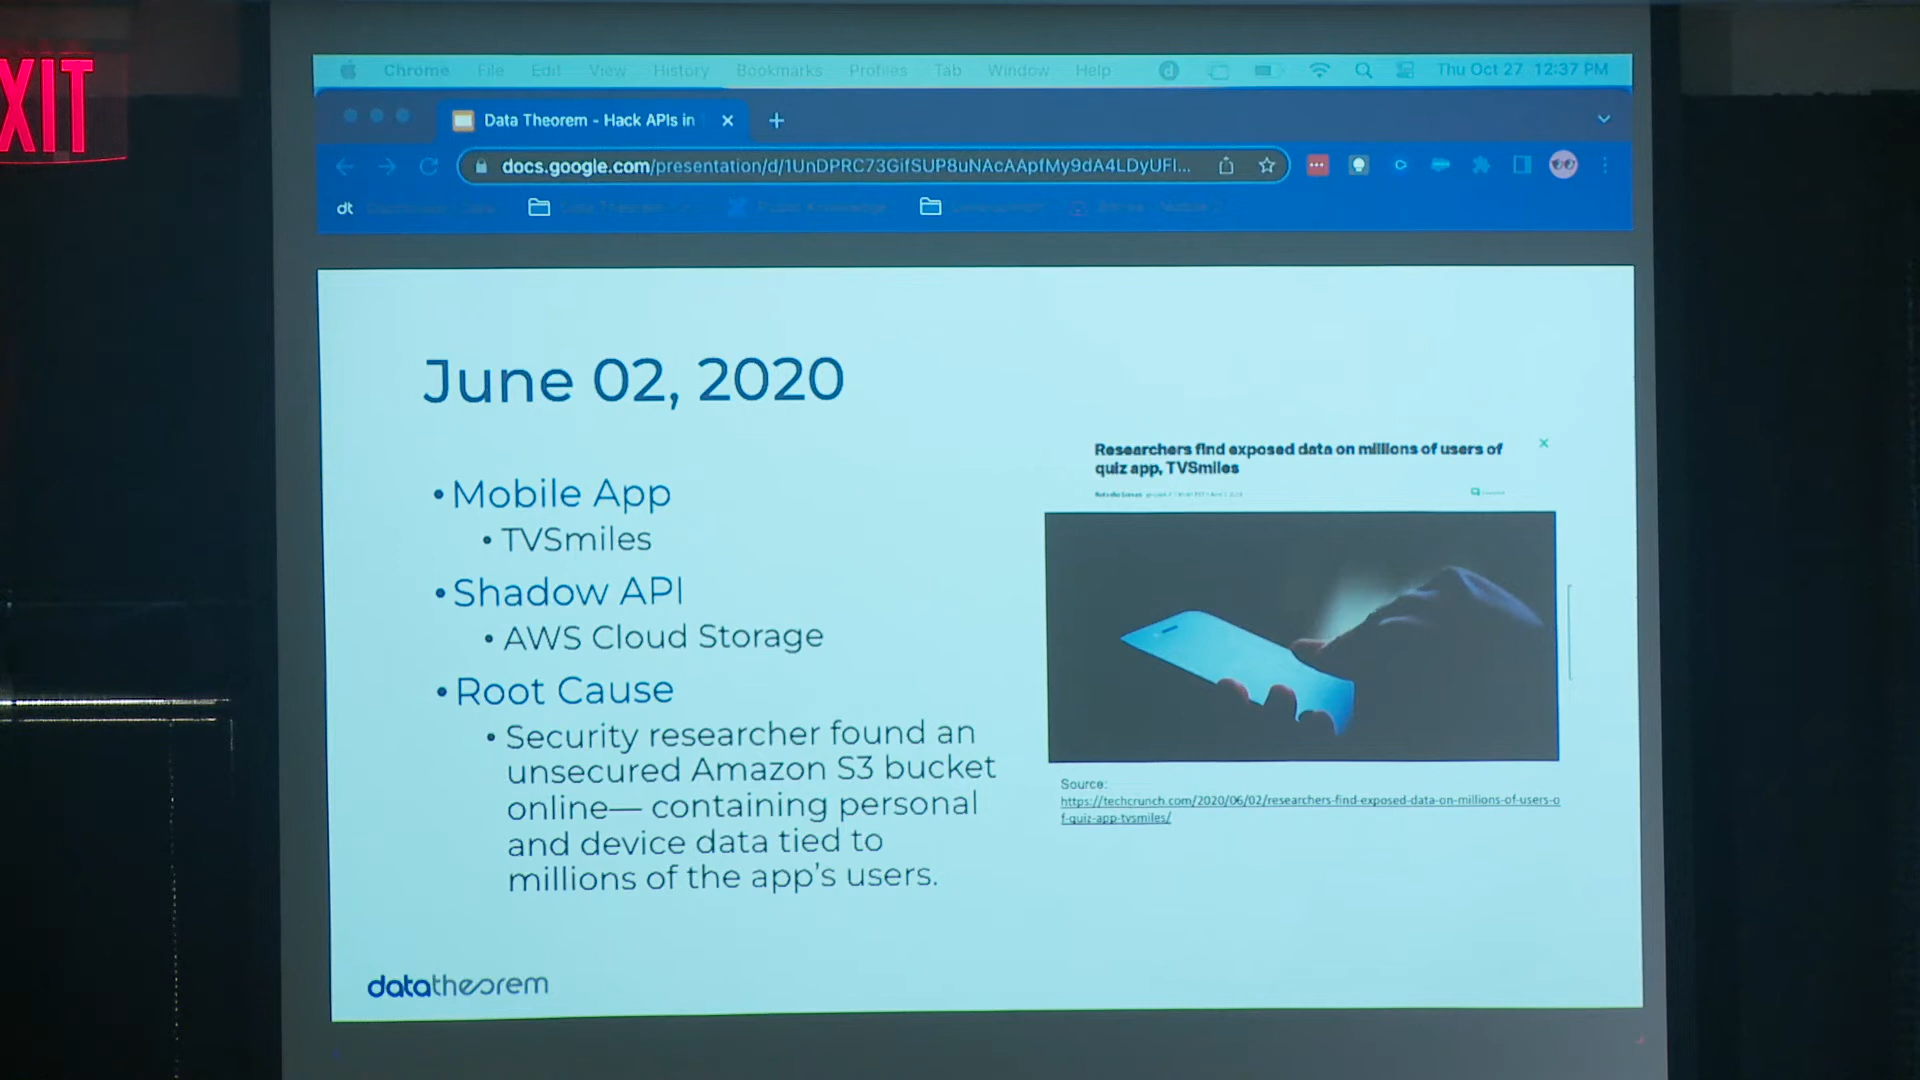 XIT
Chrome File Edit View History Bookmarks Profiles Tab Window Help Thu Oct 27 12:37 PM
Data Theorem - Hack APIs in
docs.google.com/presentation/d/1UnDPRC73GifSUP8uNAcAApfMy9dA4LDyUFI...
dt
June 02, 2020
Researchers find exposed data on millions of users of
quiz app, TVSmiles
• Mobile App
• TVSmiles
• Shadow API
• AWS Cloud Storage
• Root Cause
• Security researcher found an
unsecured Amazon S3 bucket
online— containing personal
and device data tied to
millions of the app's users.
Source:
https://techcrunch.com/2020/06/02/researchers-find-exposed-data-on-millions-of-users-o
f-quiz-app-tvsmiles/
datatheorem